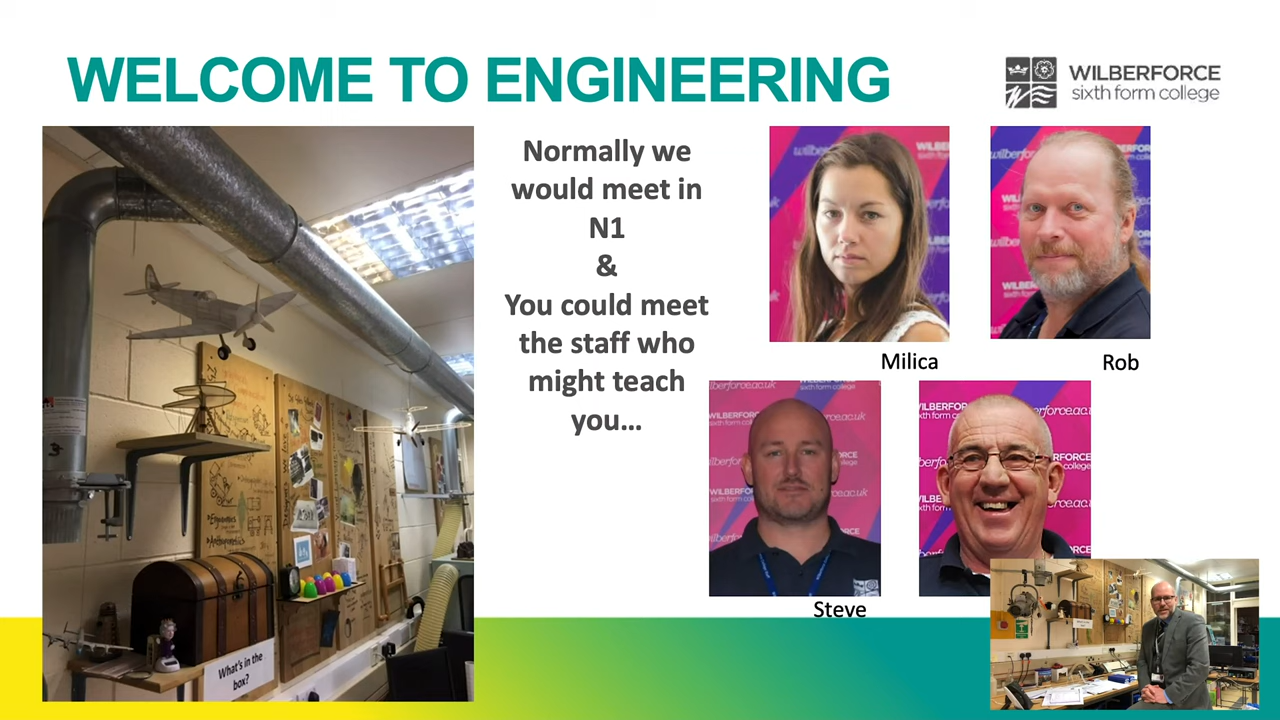 WELCOME TO ENGINEERING
WILBERFORCE
sixth form college
Normally we
would meet in
N1
&
You could meet
the staff who
might teach
you…
Milica
Rob
Steve
What's in the
box?